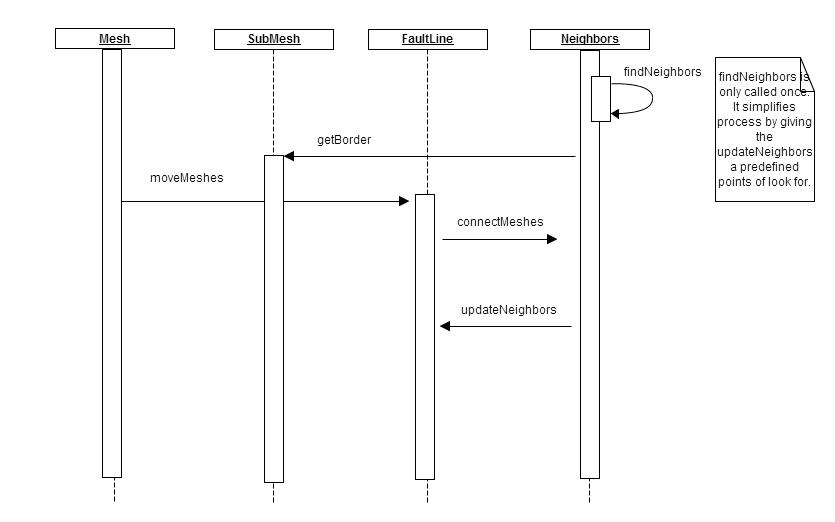 Mesh
SubMesh
FaultLine
Neighbors
findNeighbors
findNeighbors is
only called once.
It simplifies
process by giving
the
updateNeighbors
a predefined
points of look for.
getBorder
moveMeshes
connectMeshes
updateNeighbors